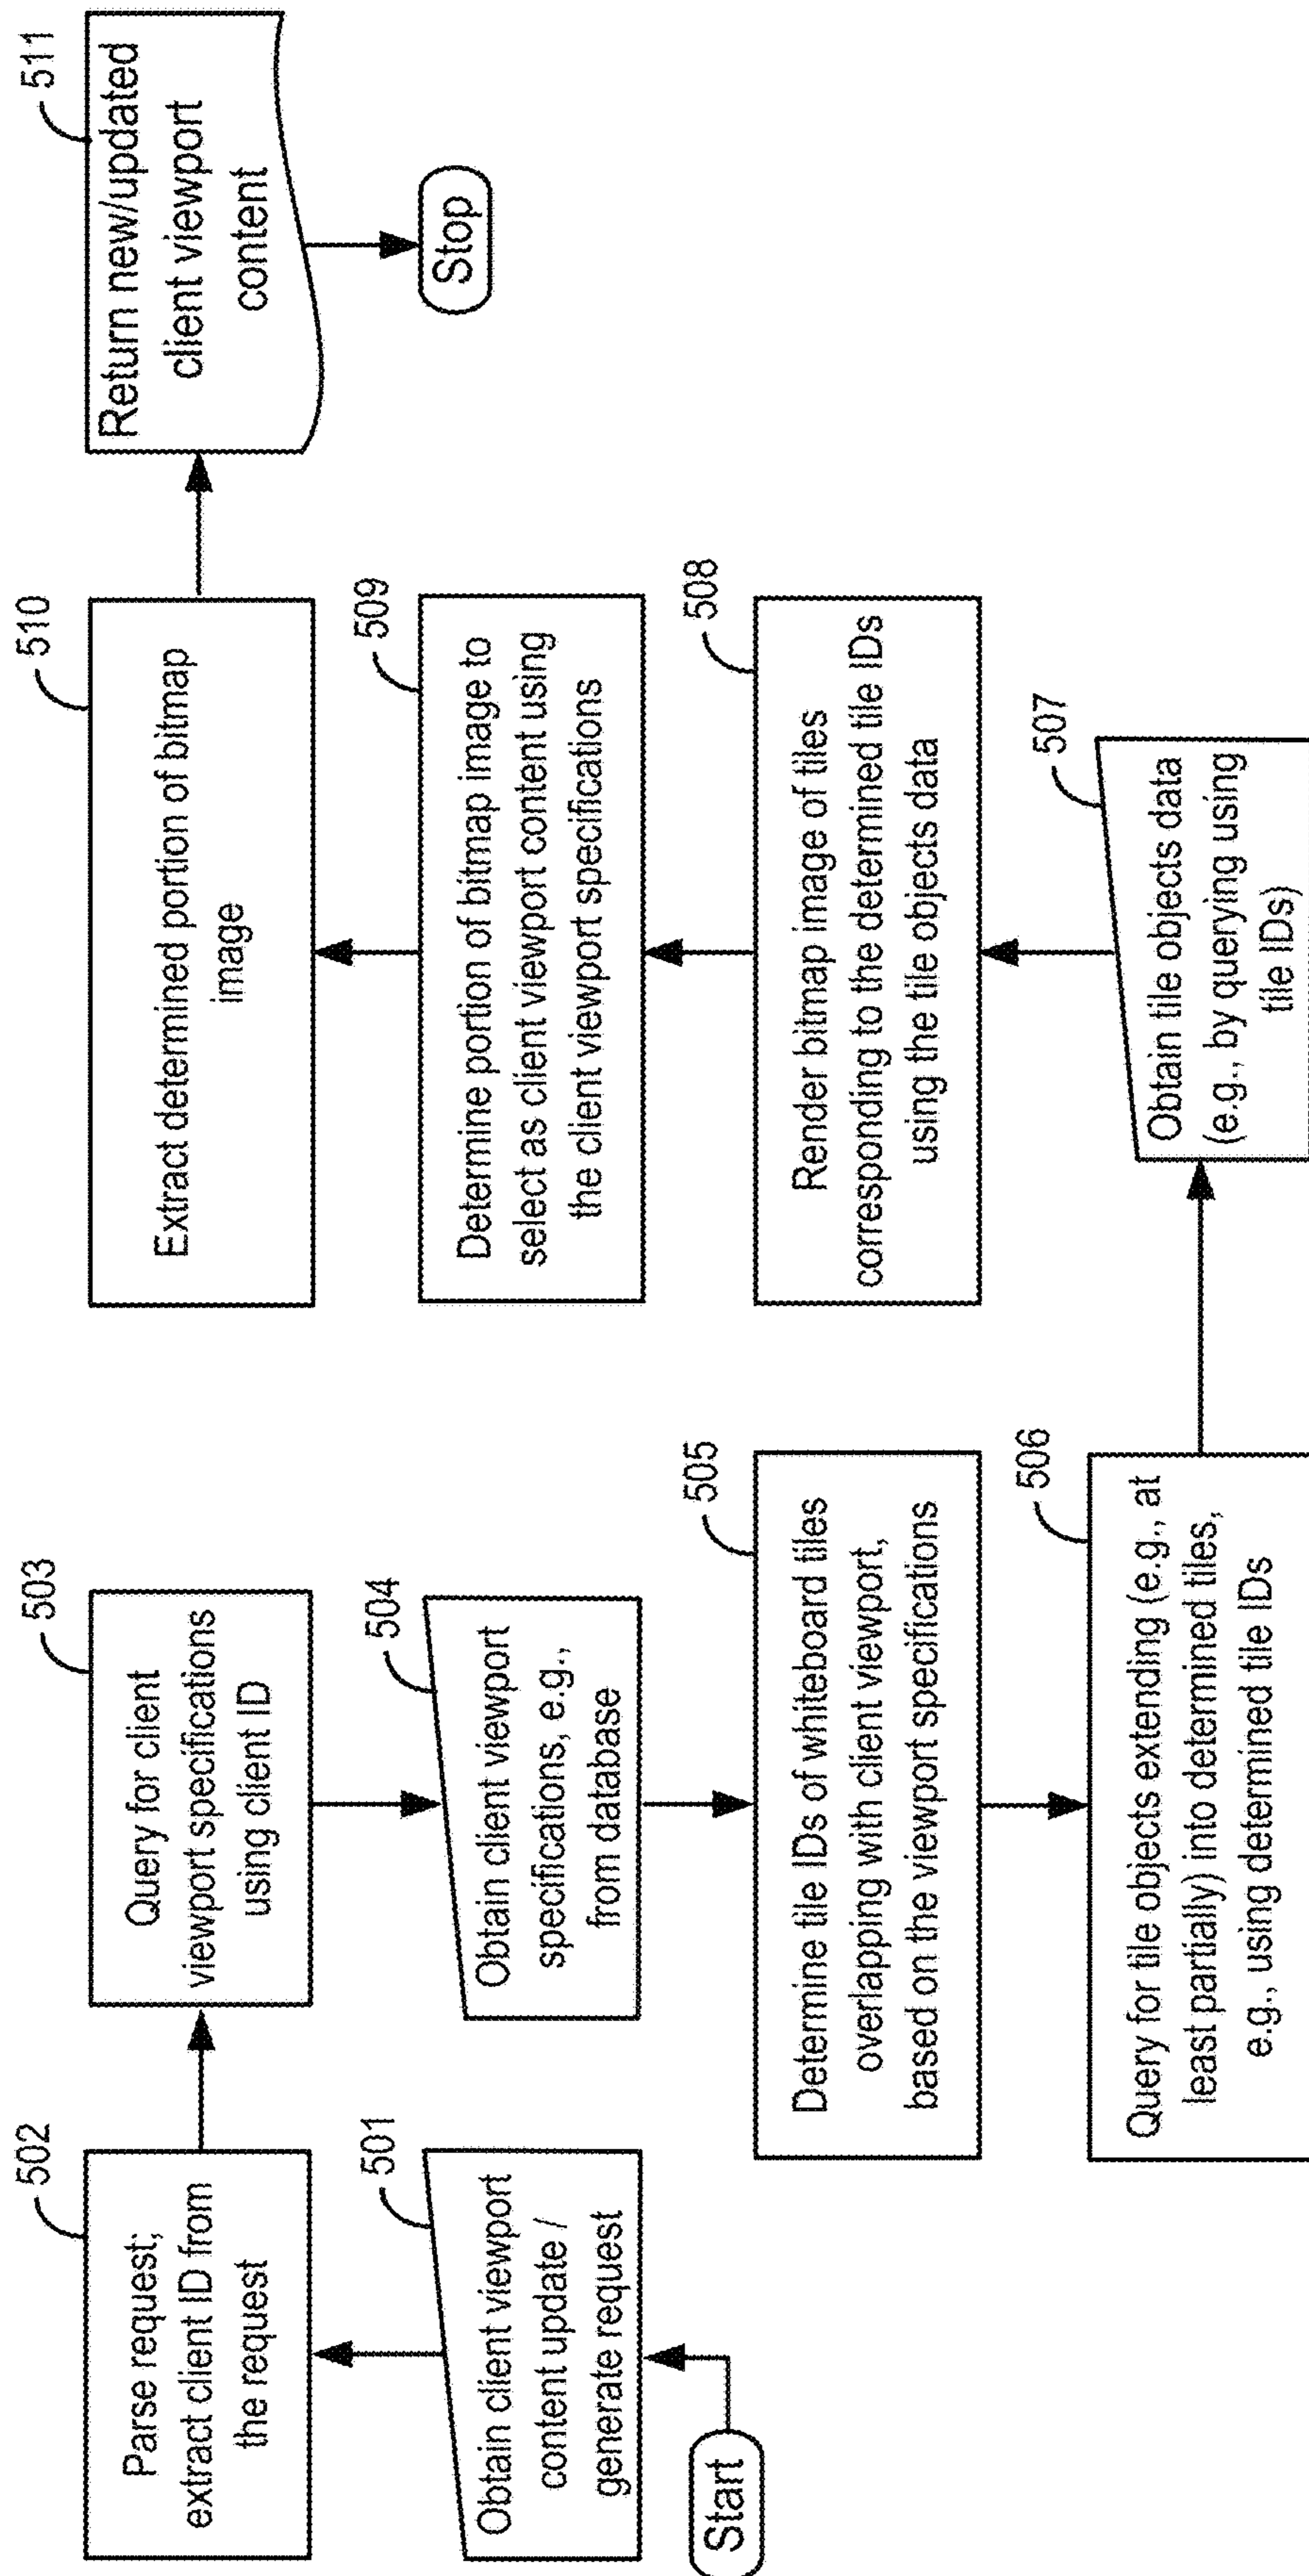 Start
501
Obtain client viewport
content update /
generate request
502
Parse request;
extract client ID from
the request
503
Query for client
viewport specifications
using client ID
504
Obtain client viewport
specifications, e.g.,
from database
505
Determine tile IDs of whiteboard tiles
overlapping with client viewport,
based on the viewport specifications
506
Query for tile objects extending (e.g., at
least partially) into determined tiles,
e.g., using determined tile IDs
507
Obtain tile objects data
(e.g., by querying using
tile IDs)
508
Render bitmap image of tiles
corresponding to the determined tile IDs
using the tile objects data
509
Determine portion of bitmap image to
select as client viewport content using
the client viewport specifications
510
Extract determined portion of bitmap
image
511
Return new/updated
client viewport
content
Stop